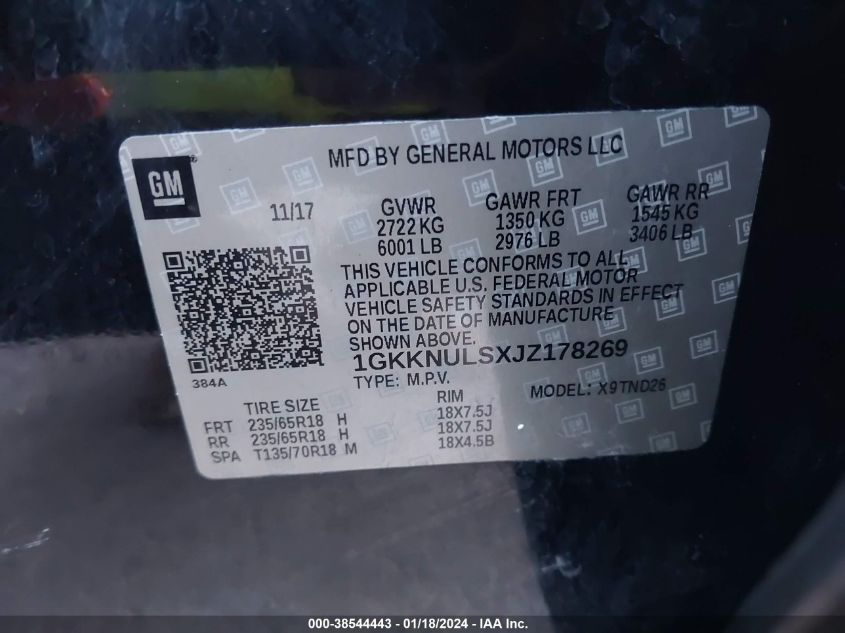 GM
MFD BY GENERAL MOTORS LLC
11/17
GVWR GAWR FRT GAWR RR
2722 KG 1350 KG 1545 KG
6001 LB 2976 LB 3406 LB
THIS VEHICLE CONFORMS TO ALL
APPLICABLE U.S. FEDERAL MOTOR
VEHICLE SAFETY STANDARDS IN EFFECT
ON THE DATE OF MANUFACTURE
SHOWN ABOVE.
1GKKNULSXJZ178269
384A
TYPE: M.P.V. MODEL: X9TND26
TIRE SIZE RIM
FRT 235/65R18 H 18X7.5J
RR 235/65R18 H 18X7.5J
SPA T135/70R18 M 18X4.5B
000-38544443 - 01/18/2024 - IAA Inc.